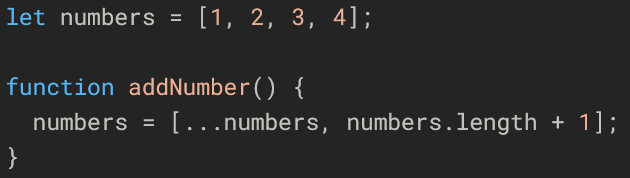 let numbers = [1, 2, 3, 4];
function addNumber() {
numbers = [...numbers, numbers.length + 1];
}